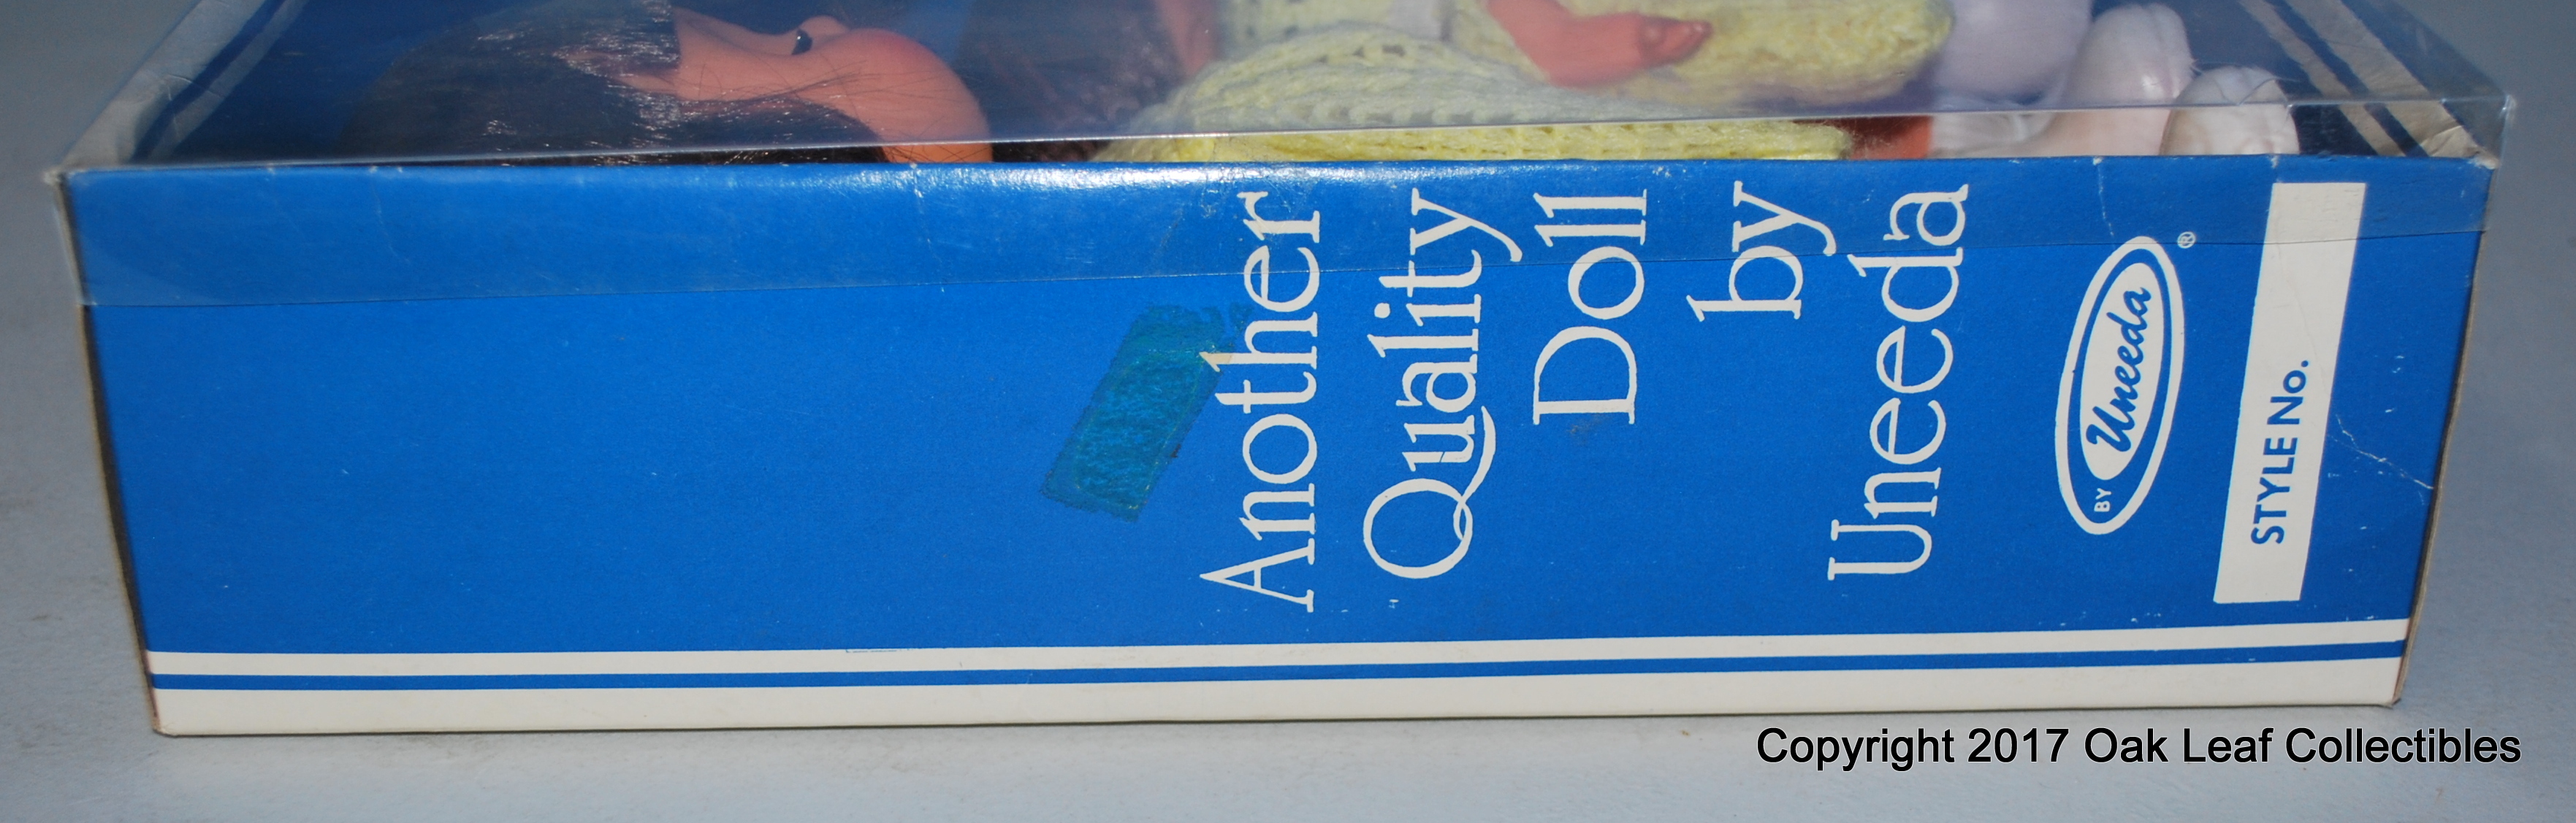 Another
Quality
Doll
by
Uneeda
BY Uneeda ®
STYLE No.
Copyright 2017 Oak Leaf Collectibles